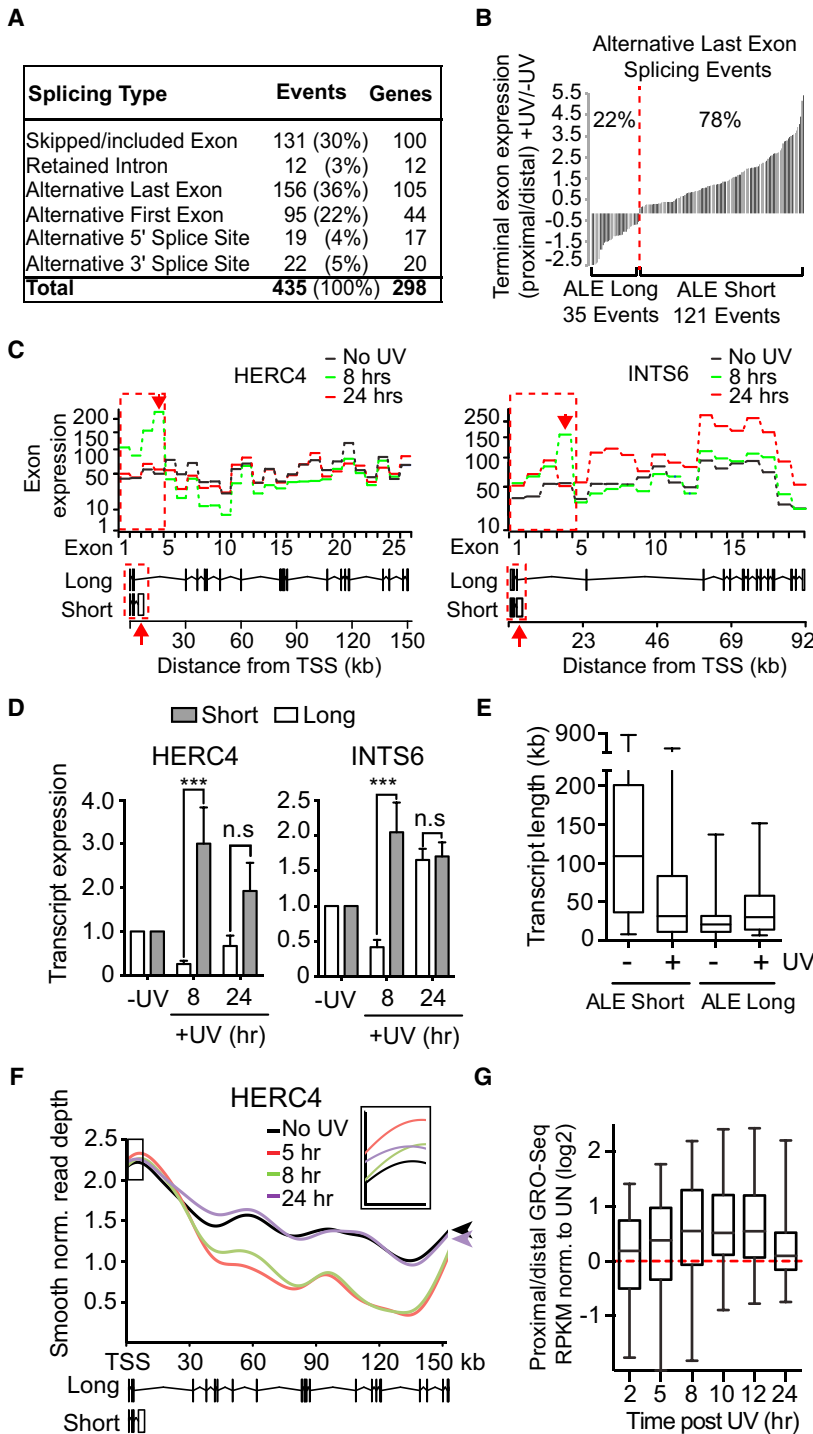 A
Splicing Type Events Genes
Skipped/included Exon 131 (30%) 100
Retained Intron 12 (3%) 12
Alternative Last Exon 156 (36%) 105
Alternative First Exon 95 (22%) 44
Alternative 5' Splice Site 19 (4%) 17
Alternative 3' Splice Site 22 (5%) 20
Total 435 (100%) 298
B
Alternative Last Exon
Splicing Events
Terminal exon expression
(proximal/distal) +UV/-UV
5.5
4.5
3.5
2.5
1.5
0.5
-0.5
-1.5
-2.5
22% 78%
ALE Long ALE Short
35 Events 121 Events
C
HERC4
No UV
8 hrs
24 hrs
Exon
expression
200
150
100
50
10
1
Exon 1 5 10 15 20 25
Long
Short
30 60 90 120 150
Distance from TSS (kb)
INTS6
No UV
8 hrs
24 hrs
250
150
100
50
10
Exon 1 5 10 15
Long
Short
23 46 69 92
Distance from TSS (kb)
D
Short Long
HERC4
Transcript expression
4.0
3.0
2.0
1.0
0
*** n.s
-UV 8 24
+UV (hr)
INTS6
2.5
2.0
1.5
1.0
0.5
0
*** n.s
-UV 8 24
+UV (hr)
E
Transcript length (kb)
900
200
150
100
50
0
- + - + UV
ALE Short ALE Long
F
HERC4
No UV
5 hr
8 hr
24 hr
Smooth norm. read depth
2.5
2.0
1.5
1.0
0.5
TSS 30 60 90 120 150 kb
Long
Short
G
Proximal/distal GRO-Seq
RPKM norm. to UN (log2)
2
1
0
-1
2 5 8 10 12 24
Time post UV (hr)